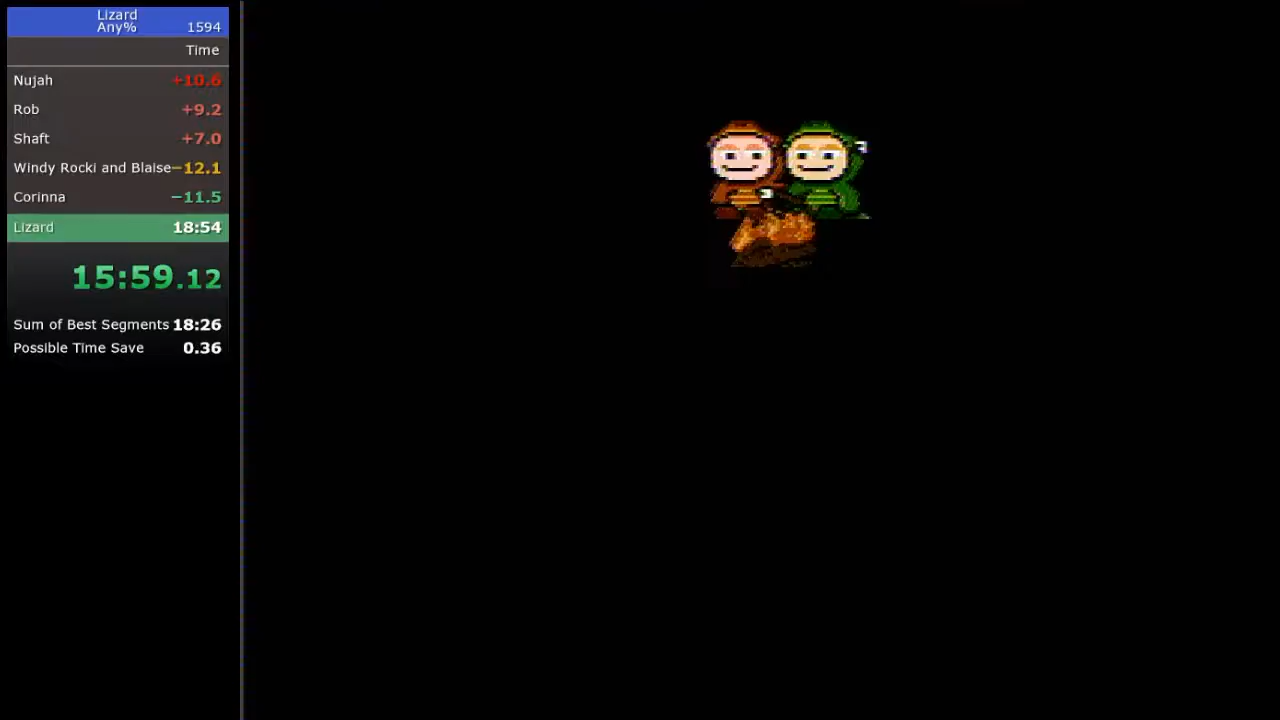 Lizard
Any% 1594
Time
Nujah +10.6
Rob +9.2
Shaft +7.0
Windy Rocki and Blaise −12.1
Corinna −11.5
Lizard 18:54
15:59.12
Sum of Best Segments 18:26
Possible Time Save 0.36